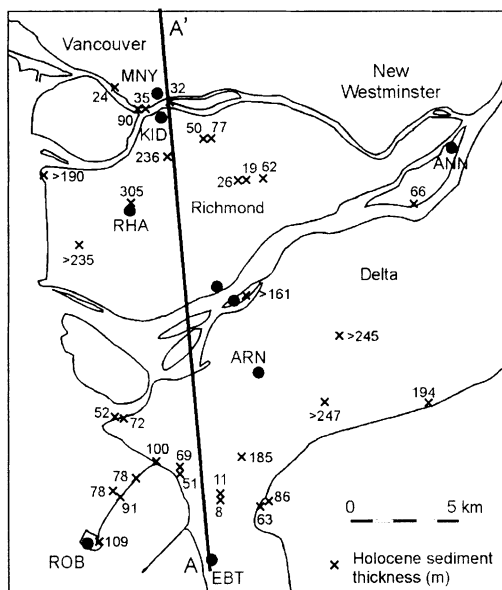 A'
Vancouver
MNY
32
New
Westminster
24
35
90
KID
50
77
ANN
236
>190
26
19
62
305
66
Richmond
RHA
>235
Delta
>161
>245
ARN
194
52
72
>247
100
69
185
78
51
11
78
86
91
8
63
0
5 km
109
ROB
A
EBT
× Holocene sediment
thickness (m)